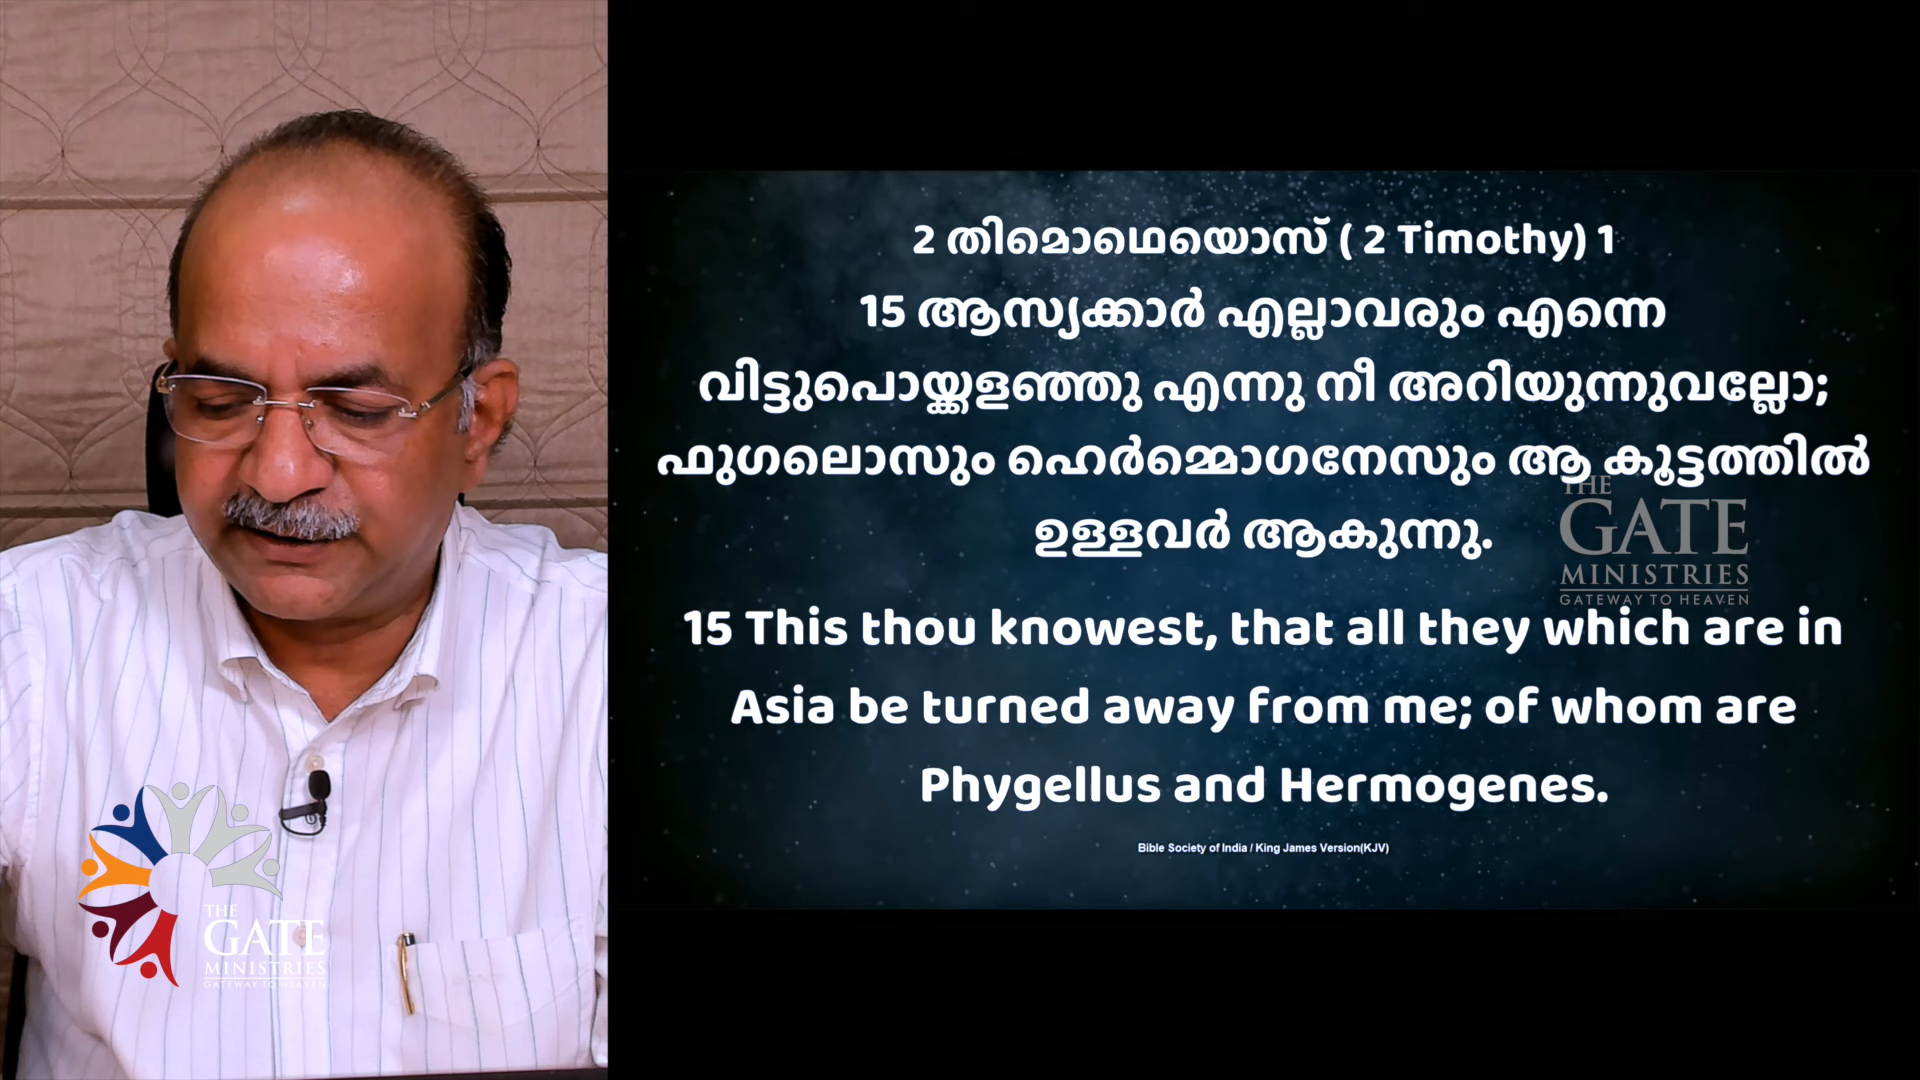 2 തിമൊഥെയൊസ് ( 2 Timothy) 1
15 ആസ്യക്കാർ എല്ലാവരും എന്നെ
വിട്ടുപൊയ്ക്കളഞ്ഞു എന്നു നീ അറിയുന്നുവല്ലോ;
ഫുഗലൊസും ഹെർമ്മൊഗനേസും ആ കൂട്ടത്തിൽ
ഉള്ളവർ ആകുന്നു.
THE
GATE
MINISTRIES
GATEWAY TO HEAVEN
15 This thou knowest, that all they which are in
Asia be turned away from me; of whom are
Phygellus and Hermogenes.
Bible Society of India / King James Version(KJV)
THE
GATE
MINISTRIES
GATEWAY TO HEAVEN